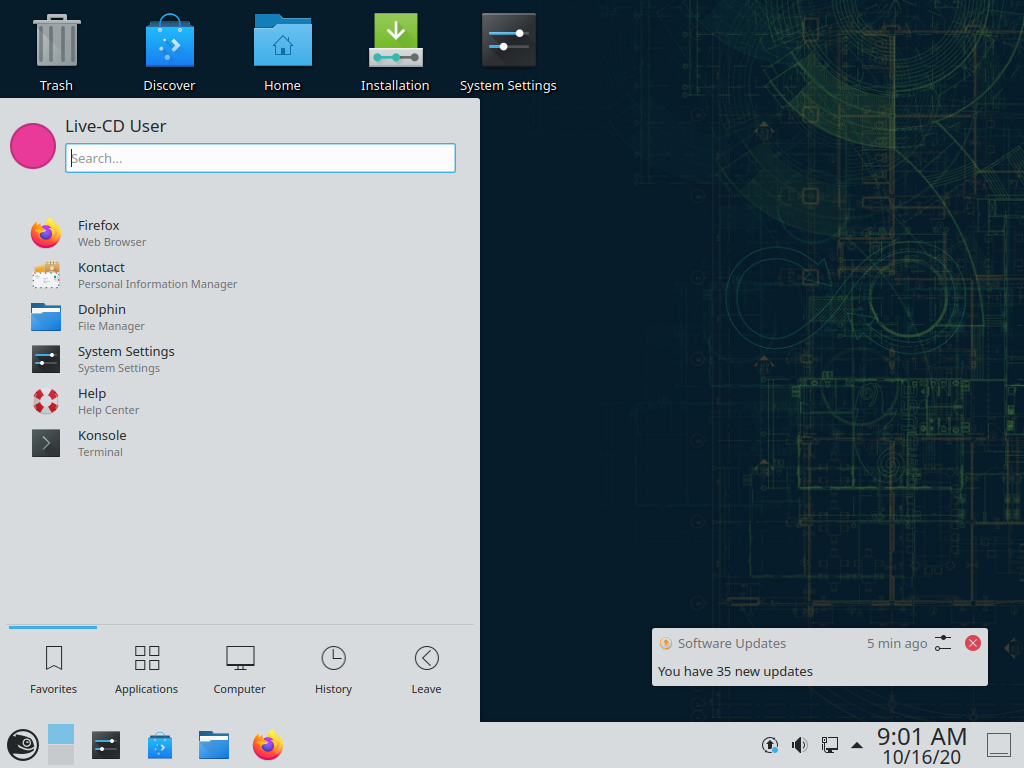 Trash
Discover
Home
Installation
System Settings
Live-CD User
Search...
Firefox
Web Browser
Kontact
Personal Information Manager
Dolphin
File Manager
System Settings
System Settings
Help
Help Center
Konsole
Terminal
Favorites
Applications
Computer
History
Leave
Software Updates
5 min ago
You have 35 new updates
9:01 AM
10/16/20